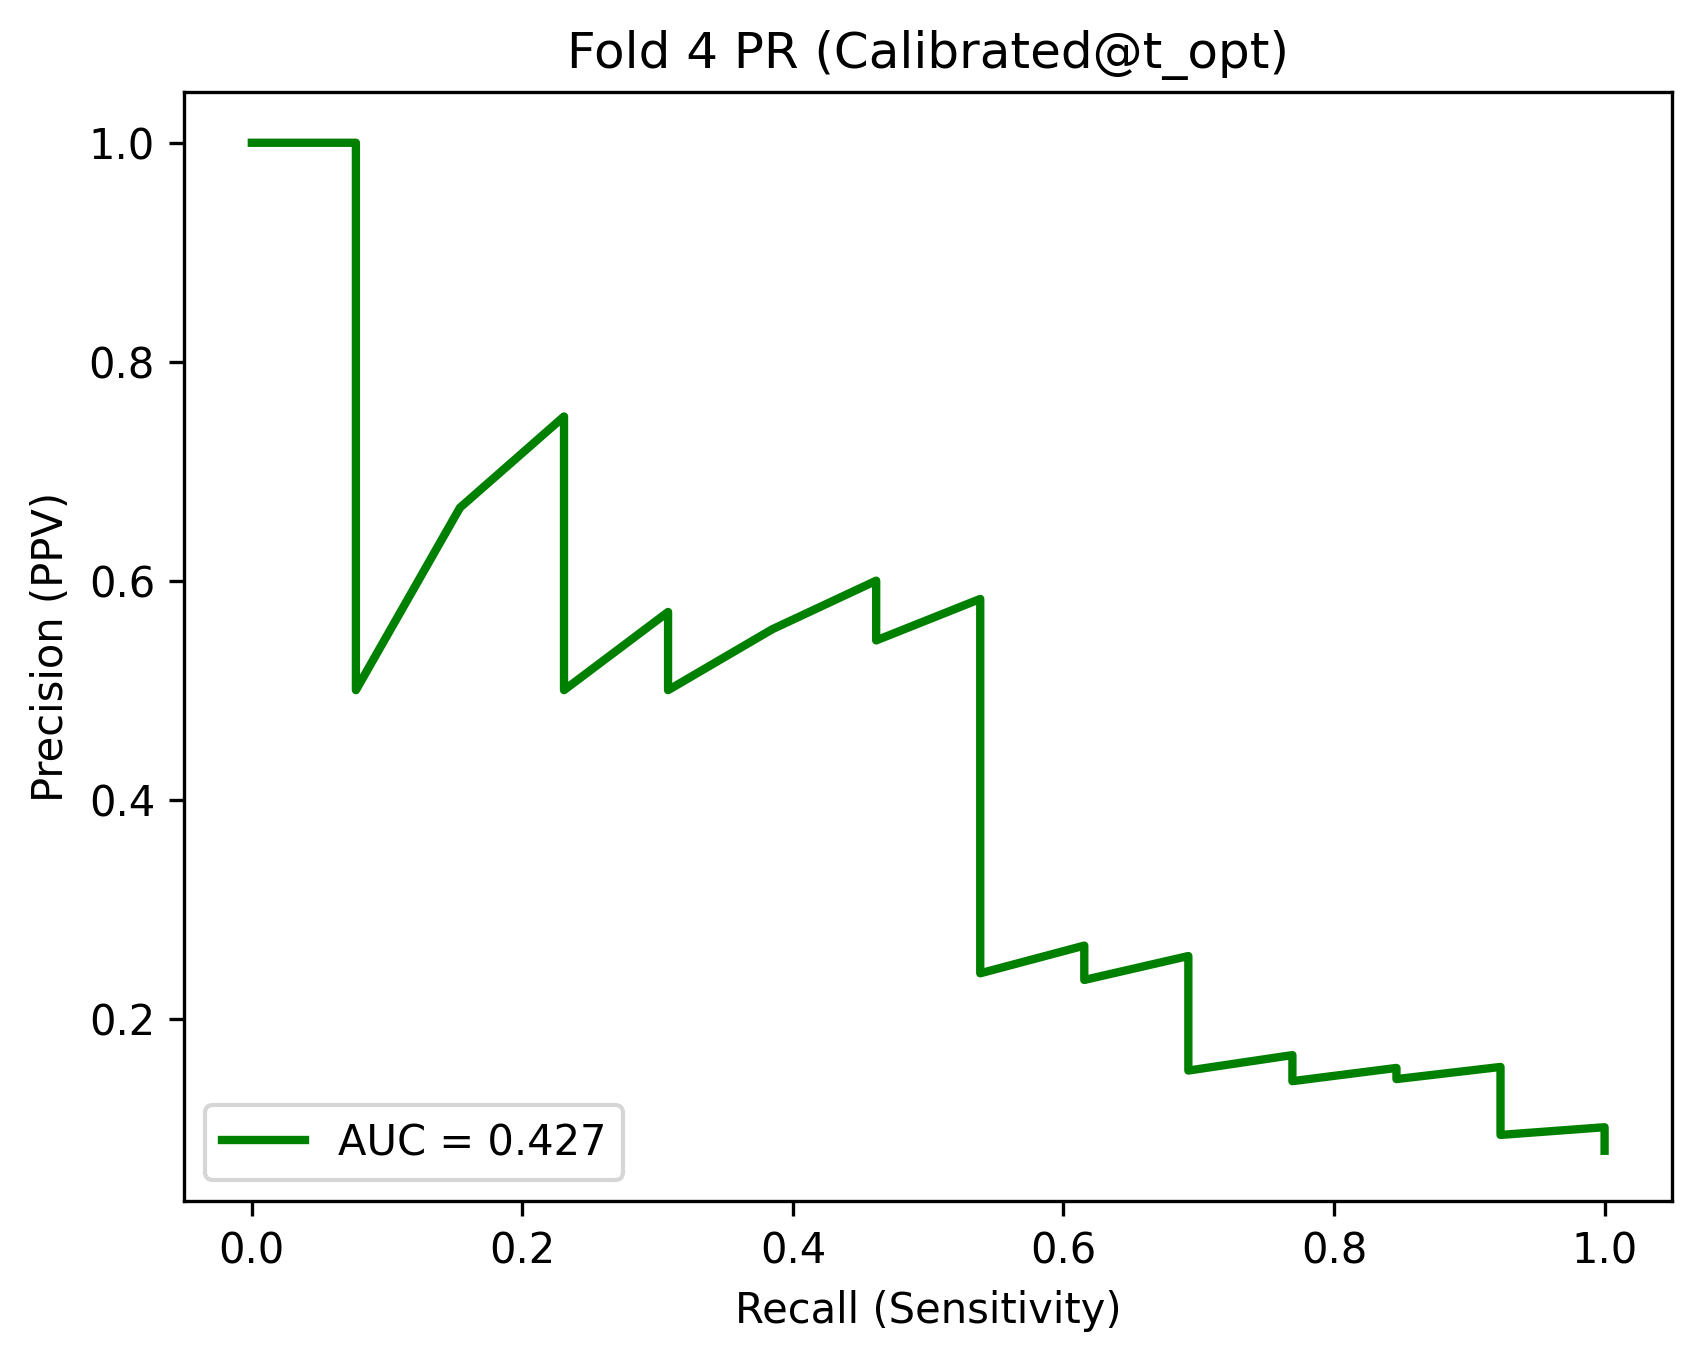 Fold 4 PR (Calibrated@t_opt)
1.0
0.8
0.6
0.4
0.2
Precision (PPV)
AUC = 0.427
0.0 0.2 0.4 0.6 0.8 1.0
Recall (Sensitivity)